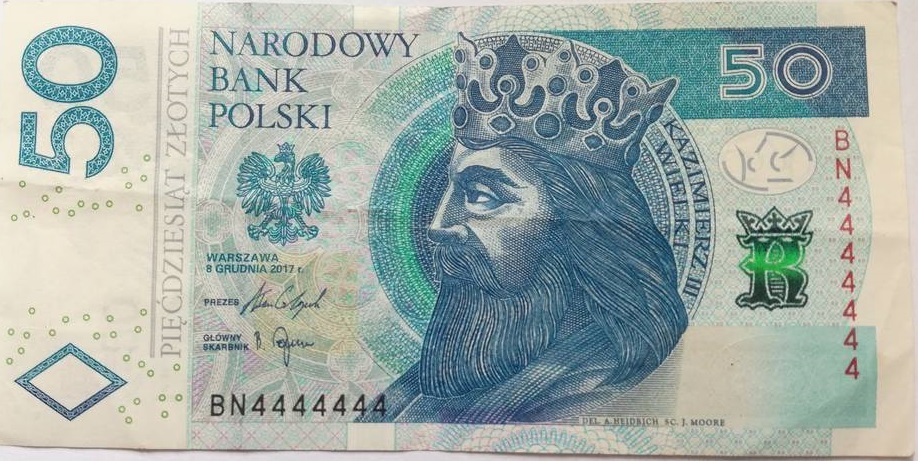 50
PIĘĆDZIESIĄT ZŁOTYCH
NARODOWY
BANK
POLSKI
WARSZAWA
8 GRUDNIA 2017 r.
PREZES
GŁÓWNY
SKARBNIK
BN4444444
50
KAZIMIERZ III
WIELKI
BN4444444
DEL. A. HEIDRICH SC. J. MOORE